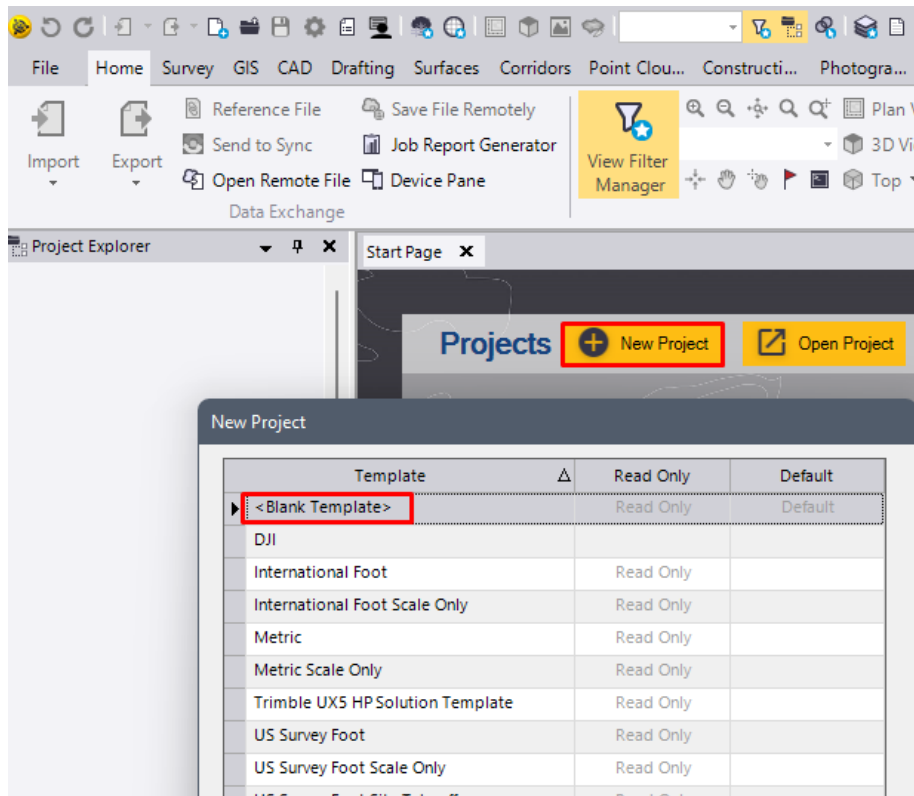 File Home Survey GIS CAD Drafting Surfaces Corridors Point Clou... Constructi... Photogra...
Import
Export
Reference File
Send to Sync
Open Remote File
Save File Remotely
Job Report Generator
Device Pane
Data Exchange
View Filter
Manager
Plan
3D Vi
Top
Project Explorer
Start Page
Projects
New Project
Open Project
New Project
Template Read Only Default
<Blank Template> Read Only Default
DJI
International Foot Read Only
International Foot Scale Only Read Only
Metric Read Only
Metric Scale Only Read Only
Trimble UX5 HP Solution Template Read Only
US Survey Foot Read Only
US Survey Foot Scale Only Read Only